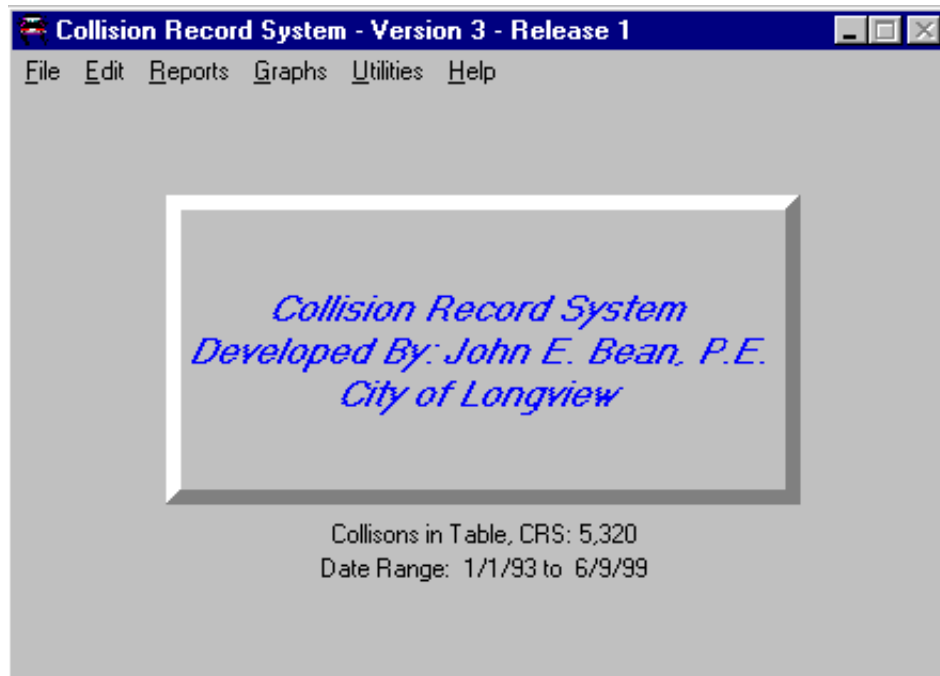 Collision Record System - Version 3 - Release 1
File Edit Reports Graphs Utilities Help
Collision Record System
Developed By: John E. Bean, P.E.
City of Longview
Collisons in Table, CRS: 5,320
Date Range: 1/1/93 to 6/9/99